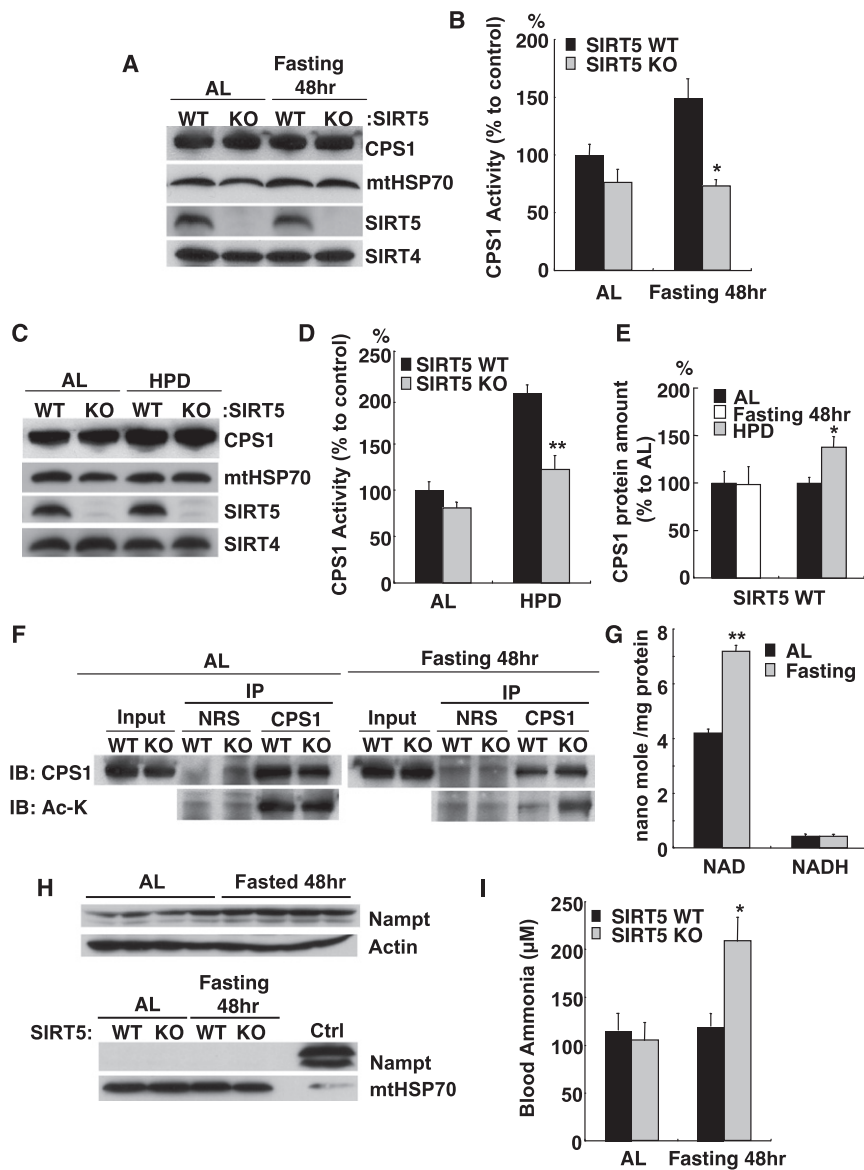 A
AL
Fasting
48hr
WT KO WT KO :SIRT5
CPS1
mtHSP70
SIRT5
SIRT4
B
%
CPS1 Activity (% to control)
200
150
100
50
0
SIRT5 WT
SIRT5 KO
*
AL Fasting 48hr
C
AL HPD
WT KO WT KO :SIRT5
CPS1
mtHSP70
SIRT5
SIRT4
D
%
CPS1 Activity (% to control)
250
200
150
100
50
0
SIRT5 WT
SIRT5 KO
**
AL HPD
E
%
CPS1 protein amount
(% to AL)
200
150
100
50
0
AL
Fasting 48hr
HPD
*
SIRT5 WT
F
AL Fasting 48hr
IP IP
Input NRS CPS1 Input NRS CPS1
WT KO WT KO WT KO WT KO WT KO WT KO
IB: CPS1
IB: Ac-K
G
nano mole /mg protein
8
6
4
2
0
**
AL
Fasting
NAD NADH
H
AL Fasted 48hr
Nampt
Actin
AL
Fasting
48hr
SIRT5: WT KO WT KO Ctrl
Nampt
mtHSP70
I
Blood Ammonia (µM)
250
200
150
100
50
0
SIRT5 WT
SIRT5 KO
*
AL Fasting 48hr